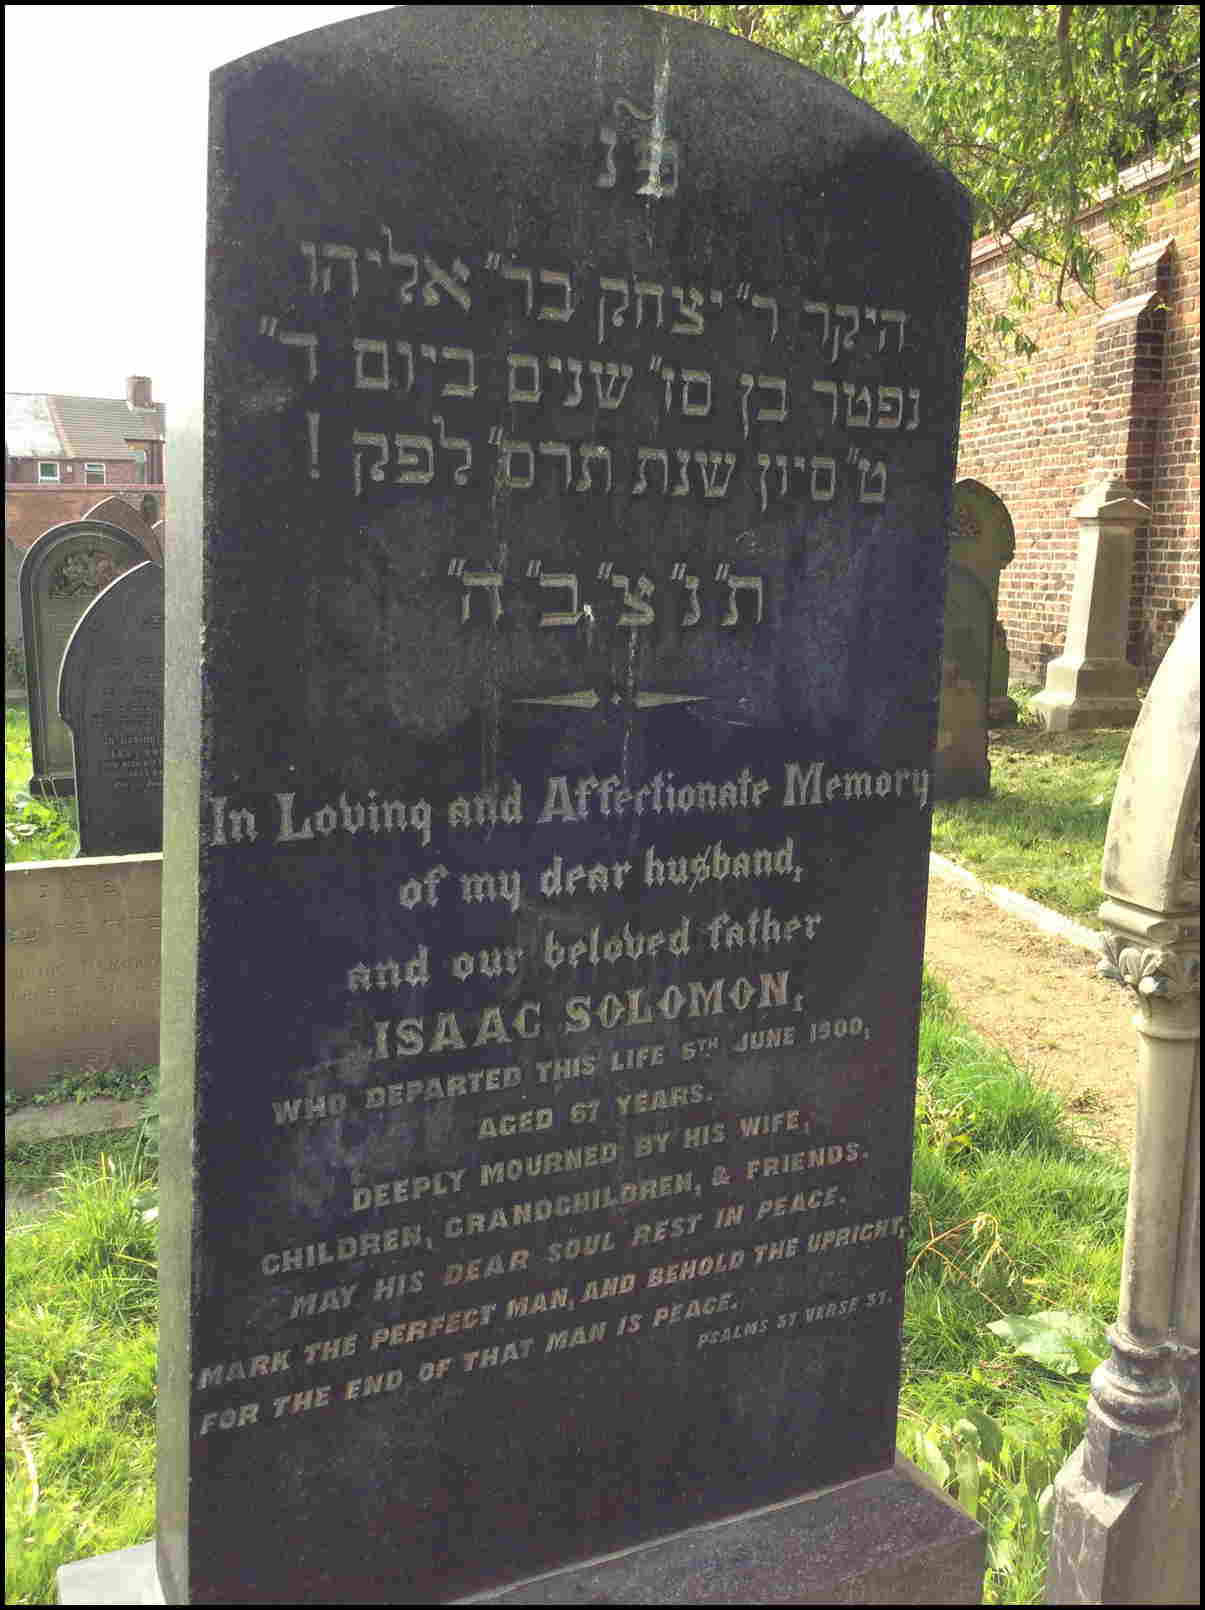 פ נ
היקר ר" יצחק בר" אליהו
נפטר בן סז" שנים ביום ד"
ט" סיון שנת תרס" לפק !
ת" נ" צ" ב" ה"
In Loving and Affectionate Memory
of my dear husband,
and our beloved father
ISAAC SOLOMON,
WHO DEPARTED THIS LIFE 6TH JUNE 1900,
AGED 67 YEARS.
DEEPLY MOURNED BY HIS WIFE,
CHILDREN, GRANDCHILDREN, & FRIENDS.
MAY HIS DEAR SOUL REST IN PEACE.
MARK THE PERFECT MAN, AND BEHOLD THE UPRIGHT,
FOR THE END OF THAT MAN IS PEACE.
PSALMS 37 VERSE 37.
In Loving